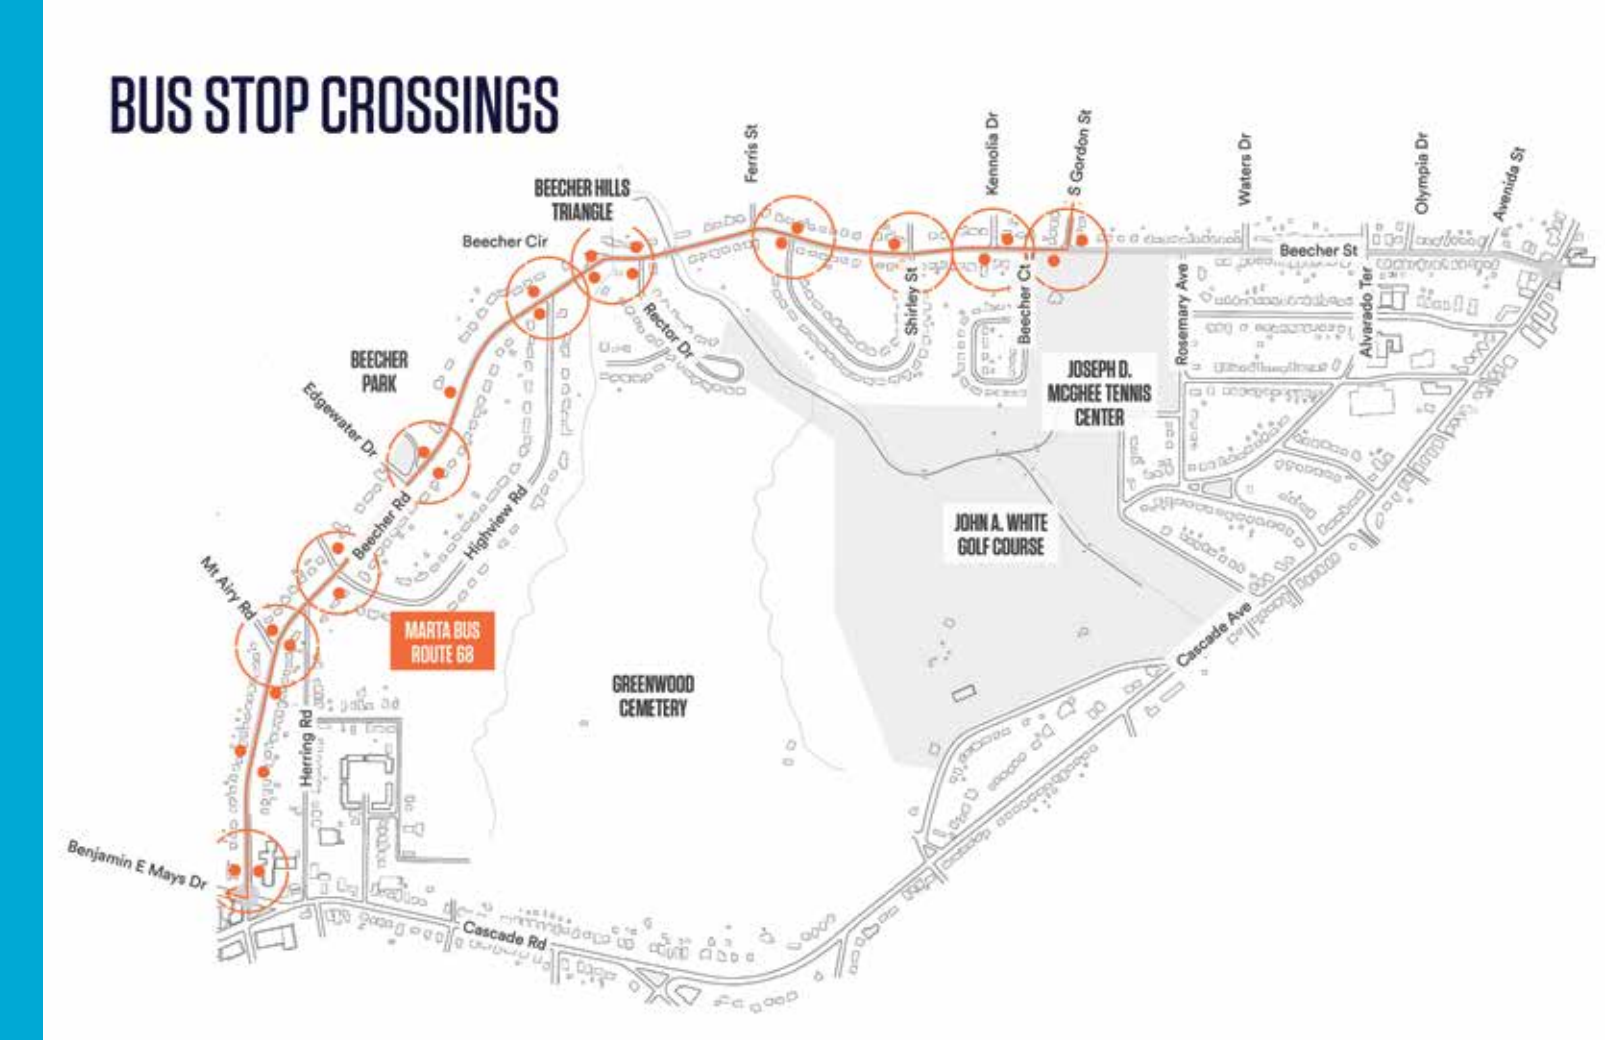 BUS STOP CROSSINGS
Ferris St
Kennolia Dr
S Gordon St
Waters Dr
Olympia Dr
Avenida St
BEECHER HILLS
TRIANGLE
Beecher Cir
Beecher St
Shirley St
Beecher Ct
Rosemary Ave
Alvarado Ter
Rector Dr
BEECHER
PARK
JOSEPH D.
MCGHEE TENNIS
CENTER
Edgewater Dr
Beecher Rd
Highview Rd
JOHN A. WHITE
GOLF COURSE
Mt Airy Rd
MARTA BUS
ROUTE 68
Cascade Ave
GREENWOOD
CEMETERY
Herring Rd
Benjamin E Mays Dr
Cascade Rd